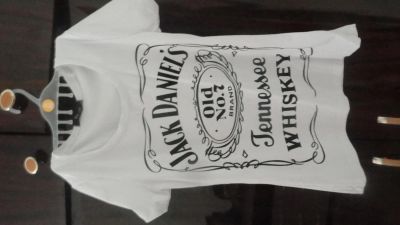 JACK DANIEL'S
Old
No.7
BRAND
Tennessee
WHISKEY